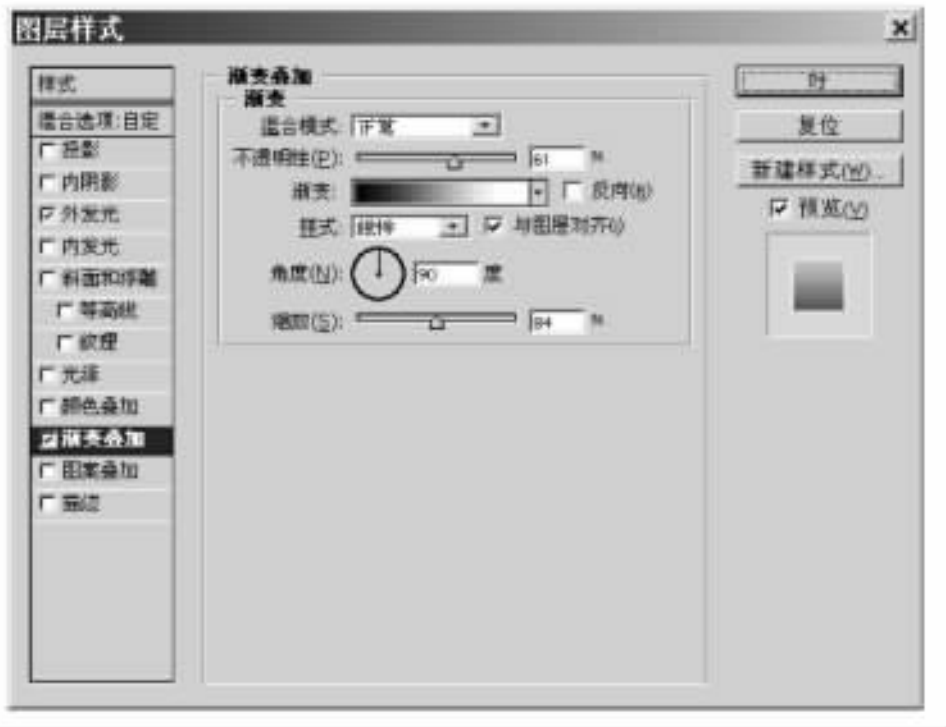 图层样式
样式
混合选项:自定
投影
内阴影
外发光
内发光
斜面和浮雕
等高线
纹理
光泽
颜色叠加
渐变叠加
图案叠加
描边
渐变叠加
渐变
混合模式: 正常
不透明性(P): 61 %
渐变: 反向(R)
样式: 线性 与图层对齐(I)
角度(N): 90 度
缩放(S): 84 %
好
复位
新建样式(W)...
预览(V)